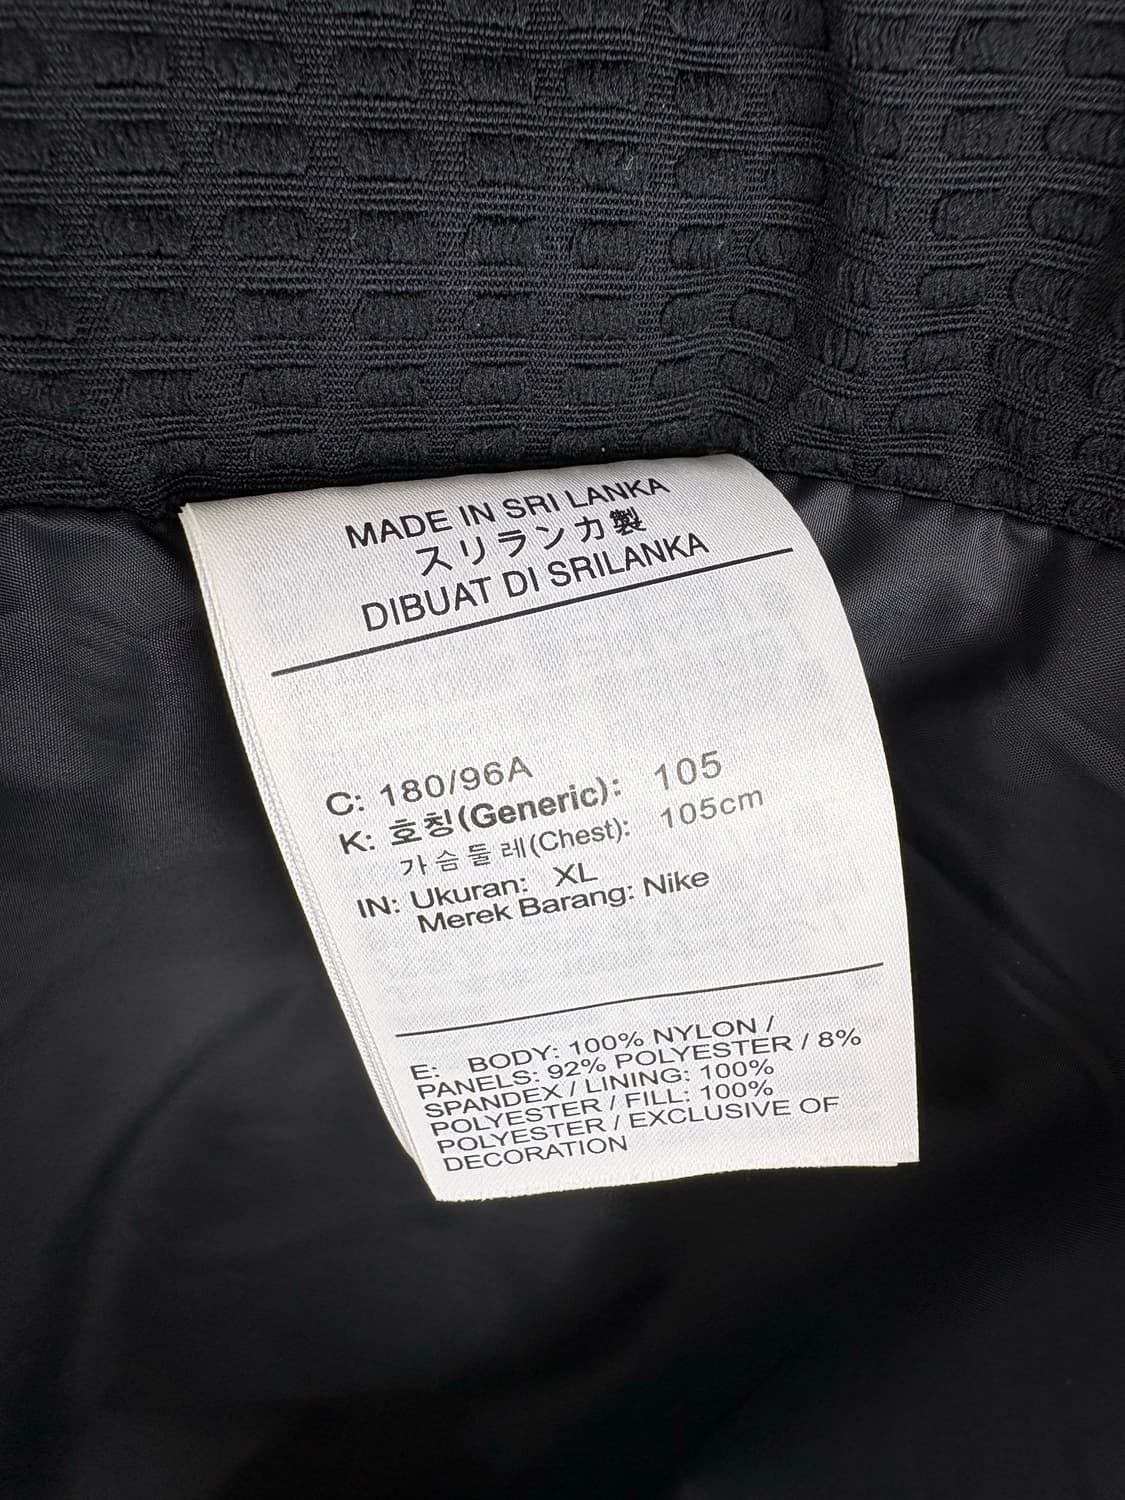 MADE IN SRI LANKA
スリランカ製
DIBUAT DI SRILANKA
C: 180/96A
K: 호칭(Generic): 105
가슴둘레(Chest): 105cm
IN: Ukuran: XL
Merek Barang: Nike
E: BODY: 100% NYLON /
PANELS: 92% POLYESTER / 8%
SPANDEX / LINING: 100%
POLYESTER / FILL: 100%
POLYESTER / EXCLUSIVE OF
DECORATION